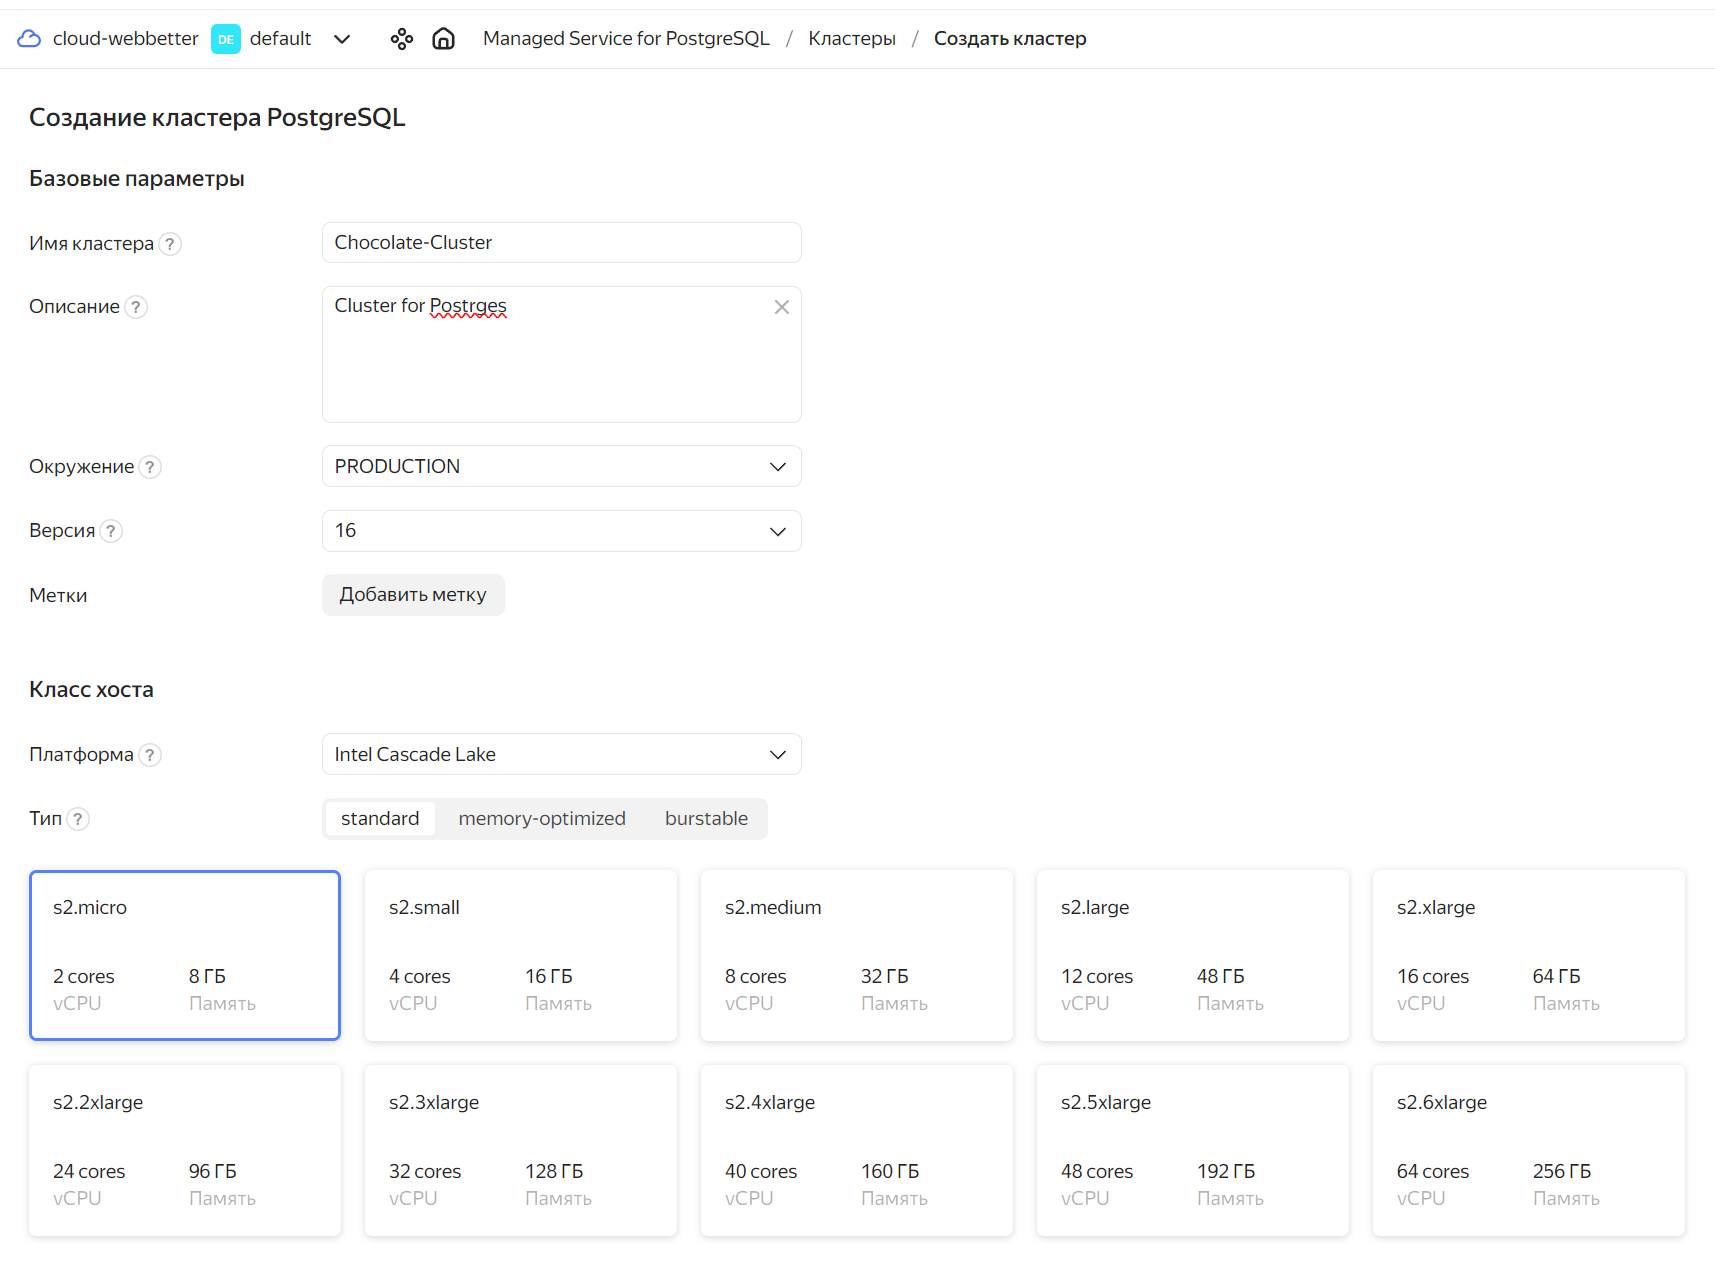 cloud-webbetter DE default Managed Service for PostgreSQL / Кластеры / Создать кластер
Создание кластера PostgreSQL
Базовые параметры
Имя кластера ? Chocolate-Cluster
Описание ? Cluster for Postrges
Окружение ? PRODUCTION
Версия ? 16
Метки Добавить метку
Класс хоста
Платформа ? Intel Cascade Lake
Тип ? standard memory-optimized burstable
s2.micro s2.small s2.medium s2.large s2.xlarge
2 cores 8 ГБ 4 cores 16 ГБ 8 cores 32 ГБ 12 cores 48 ГБ 16 cores 64 ГБ
vCPU Память vCPU Память vCPU Память vCPU Память vCPU Память
s2.2xlarge s2.3xlarge s2.4xlarge s2.5xlarge s2.6xlarge
24 cores 96 ГБ 32 cores 128 ГБ 40 cores 160 ГБ 48 cores 192 ГБ 64 cores 256 ГБ
vCPU Память vCPU Память vCPU Память vCPU Память vCPU Память